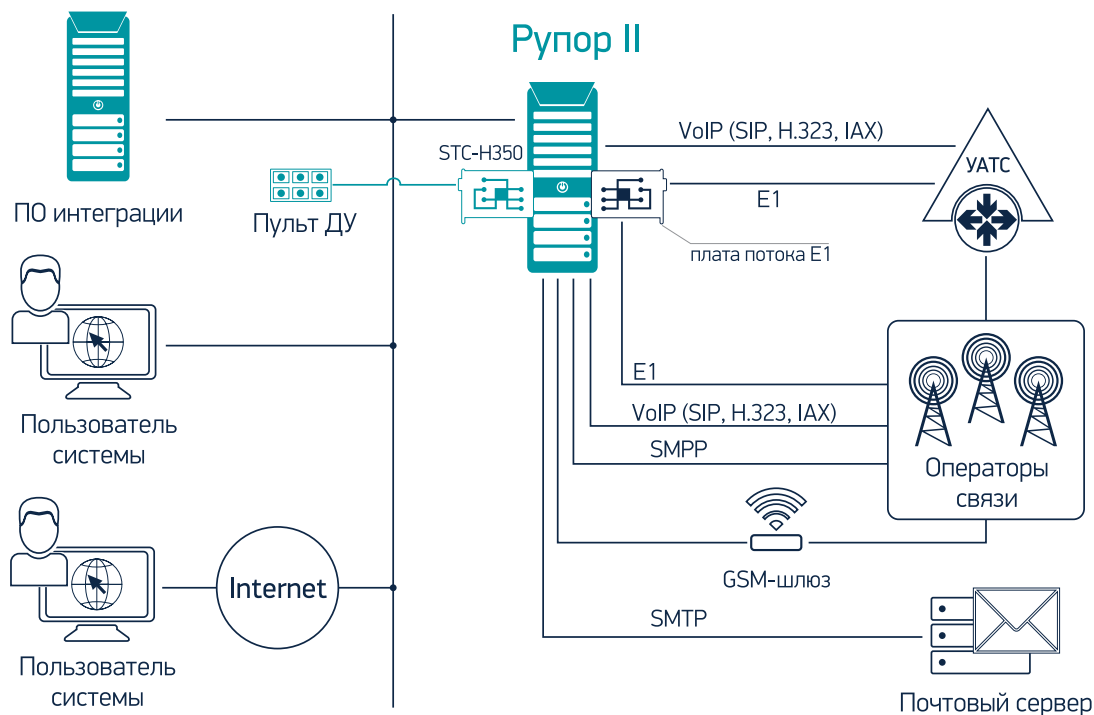 Рупор II
VoIP (SIP, H.323, IAX)
STC-H350
УАТС
E1
ПО интеграции
Пульт ДУ
плата потока E1
E1
VoIP (SIP, H.323, IAX)
Пользователь
системы
SMPP
Операторы
связи
GSM-шлюз
Internet
SMTP
Пользователь
системы
Почтовый сервер